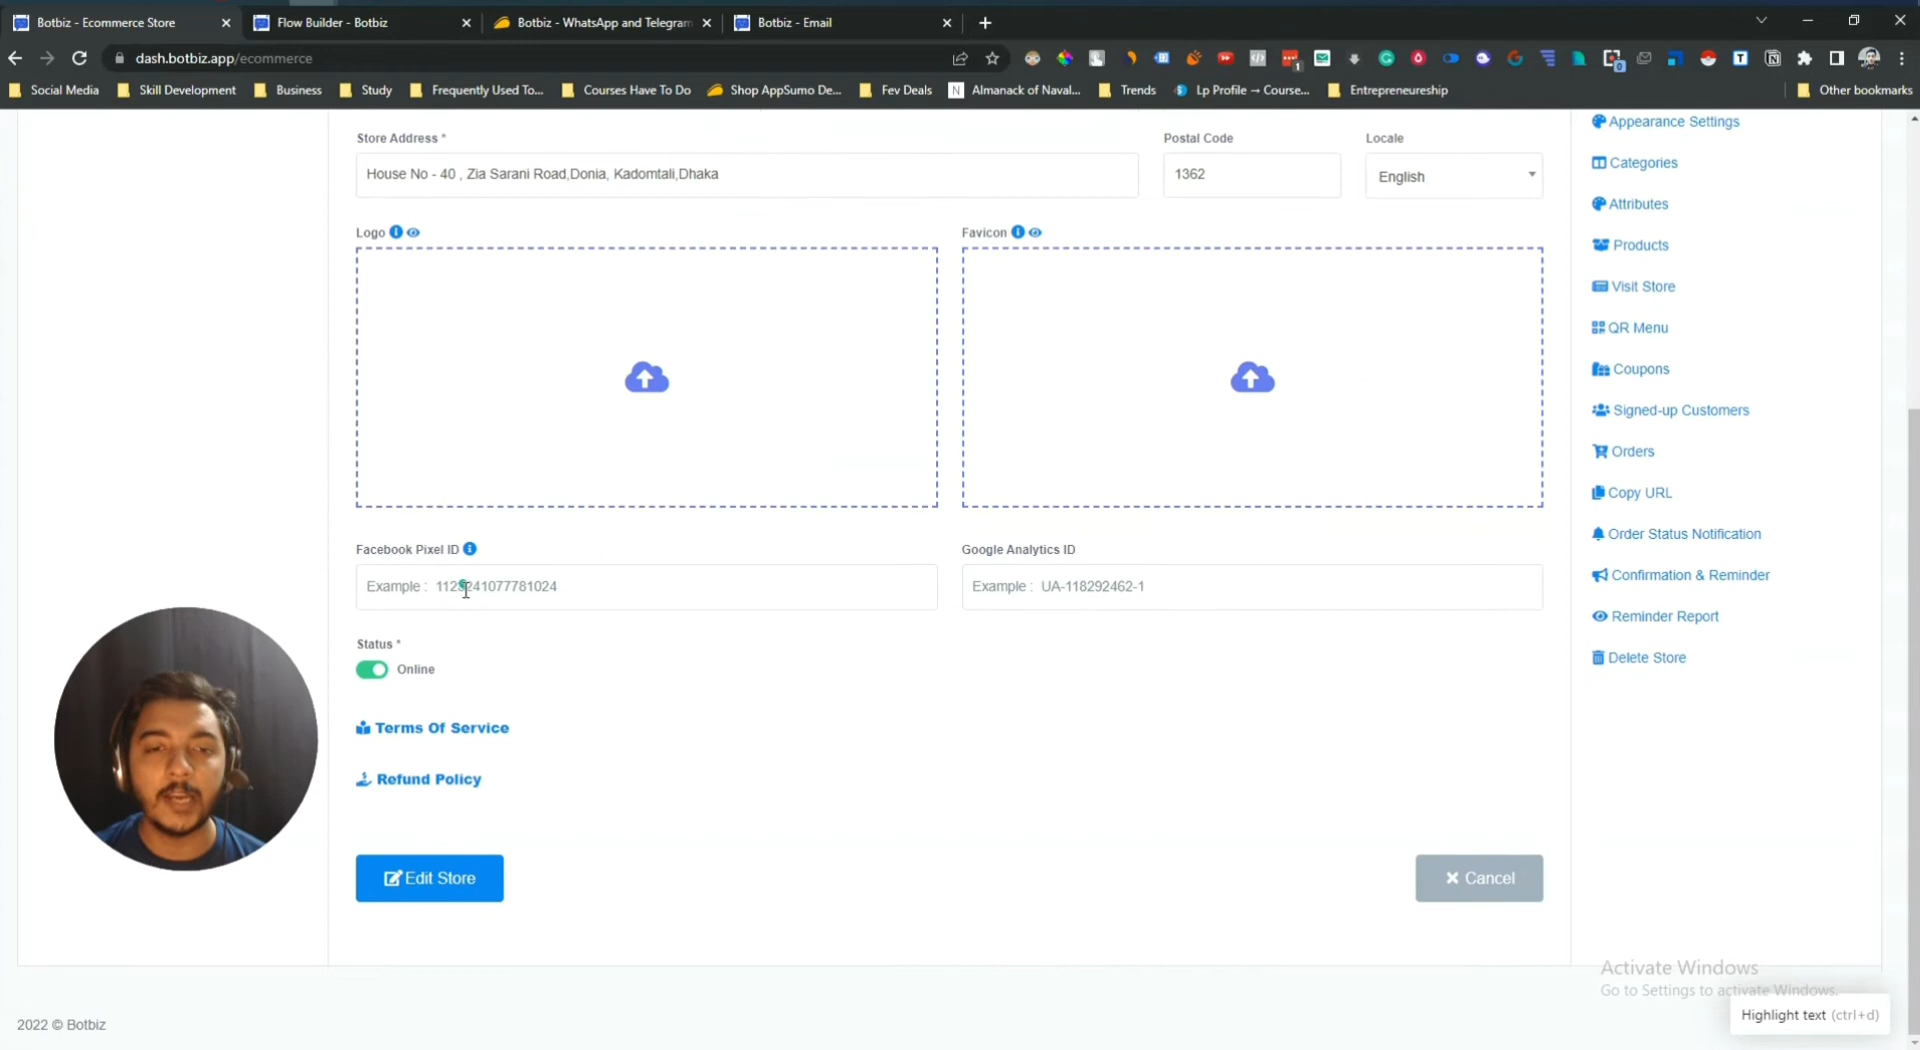 Botbiz - Ecommerce Store
Flow Builder - Botbiz
Botbiz - WhatsApp and Telegram
Botbiz - Email
dash.botbiz.app/ecommerce
Social Media
Skill Development
Business
Study
Frequently Used To...
Courses Have To Do
Shop AppSumo De...
Fev Deals
Almanack of Naval...
Trends
Lp Profile → Course...
Entrepreneureship
Other bookmarks
Store Address *
Postal Code
Locale
House No - 40 , Zia Sarani Road,Donia, Kadomtali,Dhaka
1362
English
Logo
Favicon
Facebook Pixel ID
Google Analytics ID
Example : 1123241077781024
Example : UA-118292462-1
Status *
Online
Terms Of Service
Refund Policy
Edit Store
Cancel
Appearance Settings
Categories
Attributes
Products
Visit Store
QR Menu
Coupons
Signed-up Customers
Orders
Copy URL
Order Status Notification
Confirmation & Reminder
Reminder Report
Delete Store
Activate Windows
Go to Settings to activate Windows.
Highlight text (ctrl+d)
2022 © Botbiz